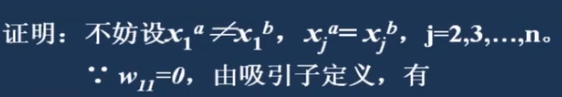 证明：不妨设x₁ᵃ≠x₁ᵇ，xⱼᵃ= xⱼᵇ，j=2,3,…,n。
∵ w₁₁=0，由吸引子定义，有